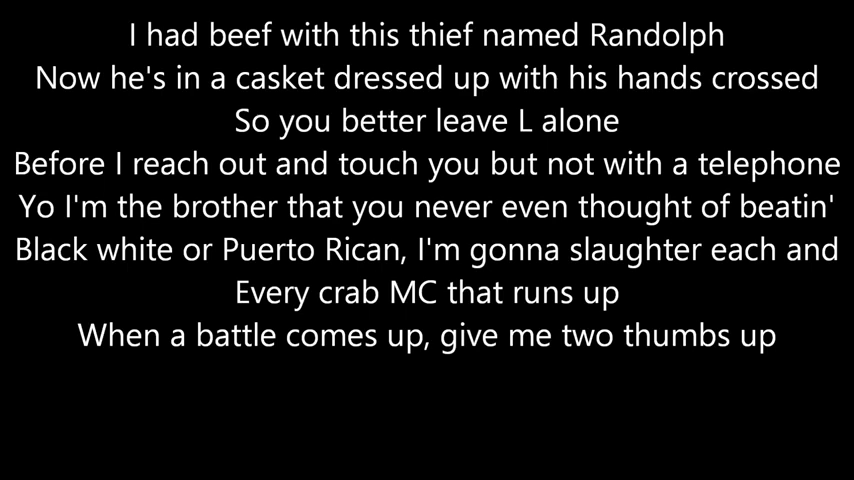 I had beef with this thief named Randolph
Now he's in a casket dressed up with his hands crossed
So you better leave L alone
Before I reach out and touch you but not with a telephone
Yo I'm the brother that you never even thought of beatin'
Black white or Puerto Rican, I'm gonna slaughter each and
Every crab MC that runs up
When a battle comes up, give me two thumbs up